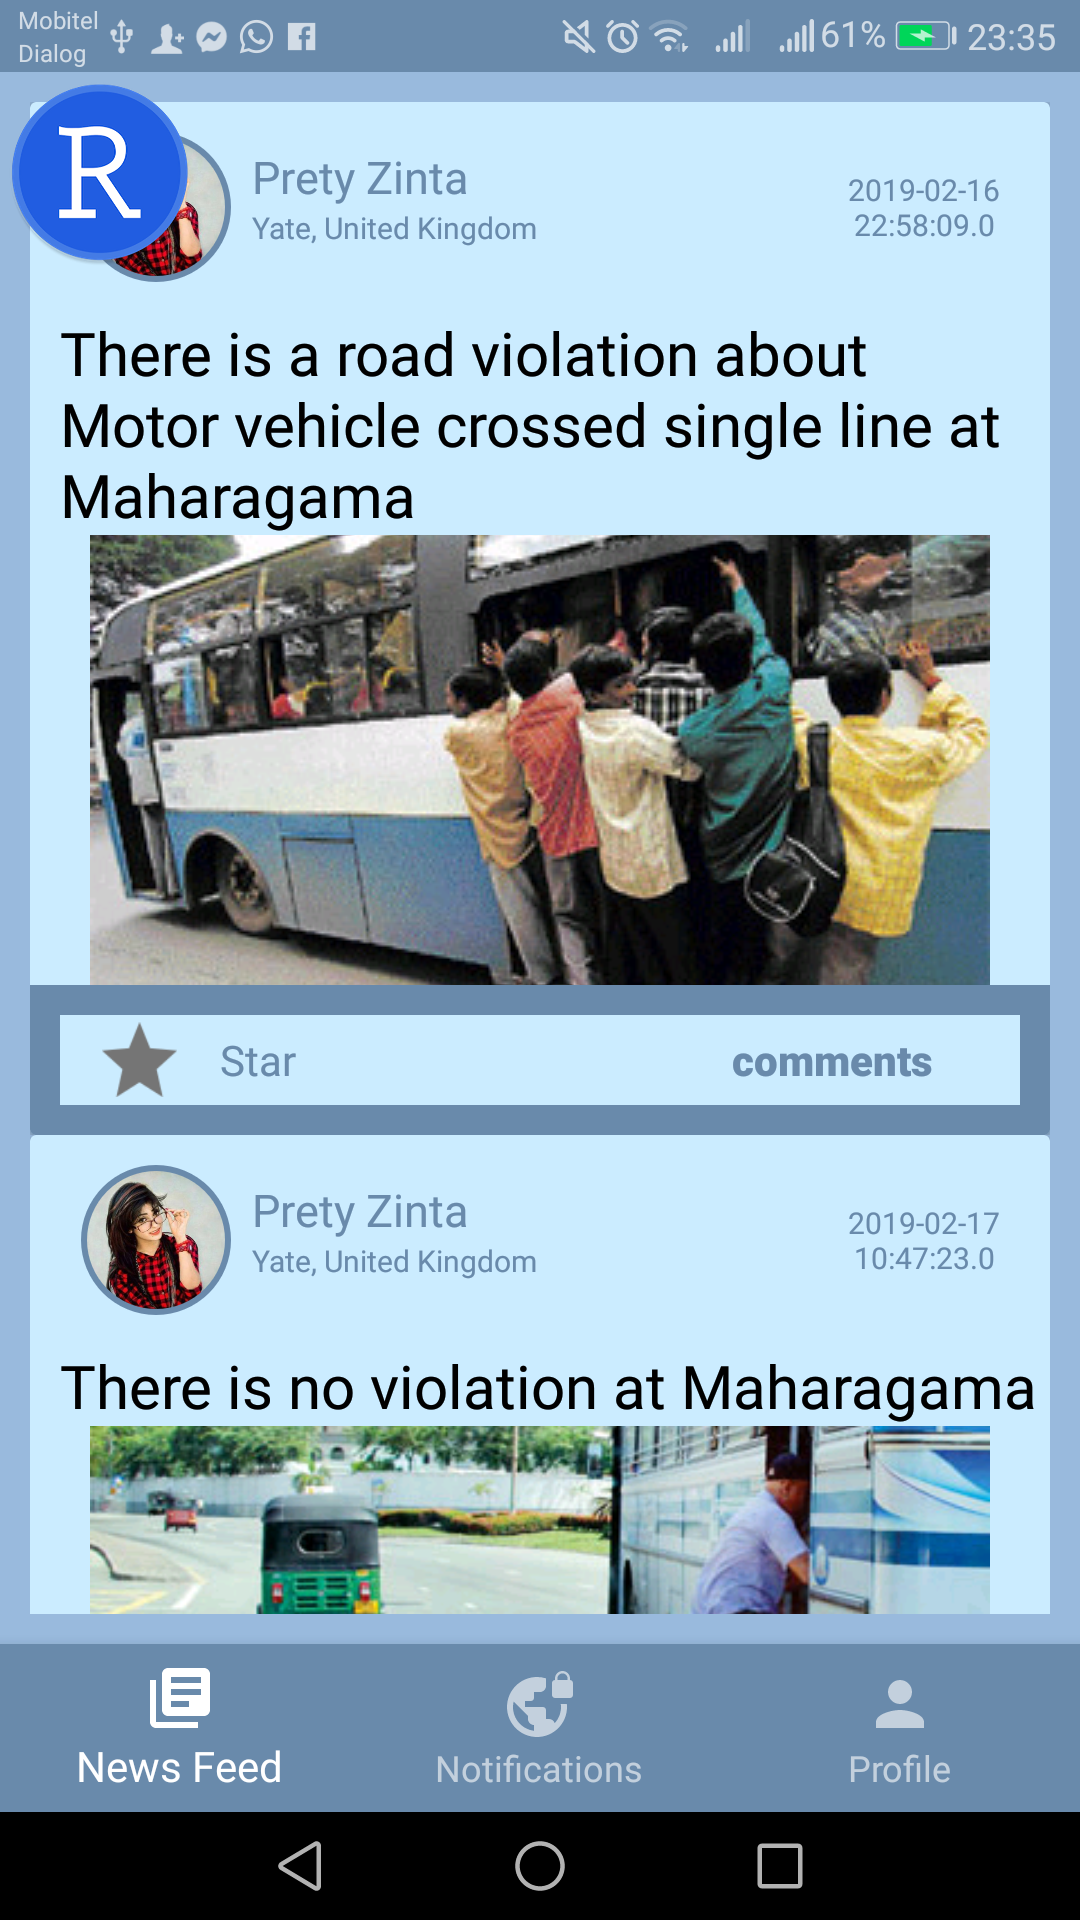 Mobitel
Dialog
61% 23:35
R
Prety Zinta
Yate, United Kingdom
2019-02-16
22:58:09.0
There is a road violation about
Motor vehicle crossed single line at
Maharagama
Star
comments
Prety Zinta
Yate, United Kingdom
2019-02-17
10:47:23.0
There is no violation at Maharagama
News Feed
Notifications
Profile